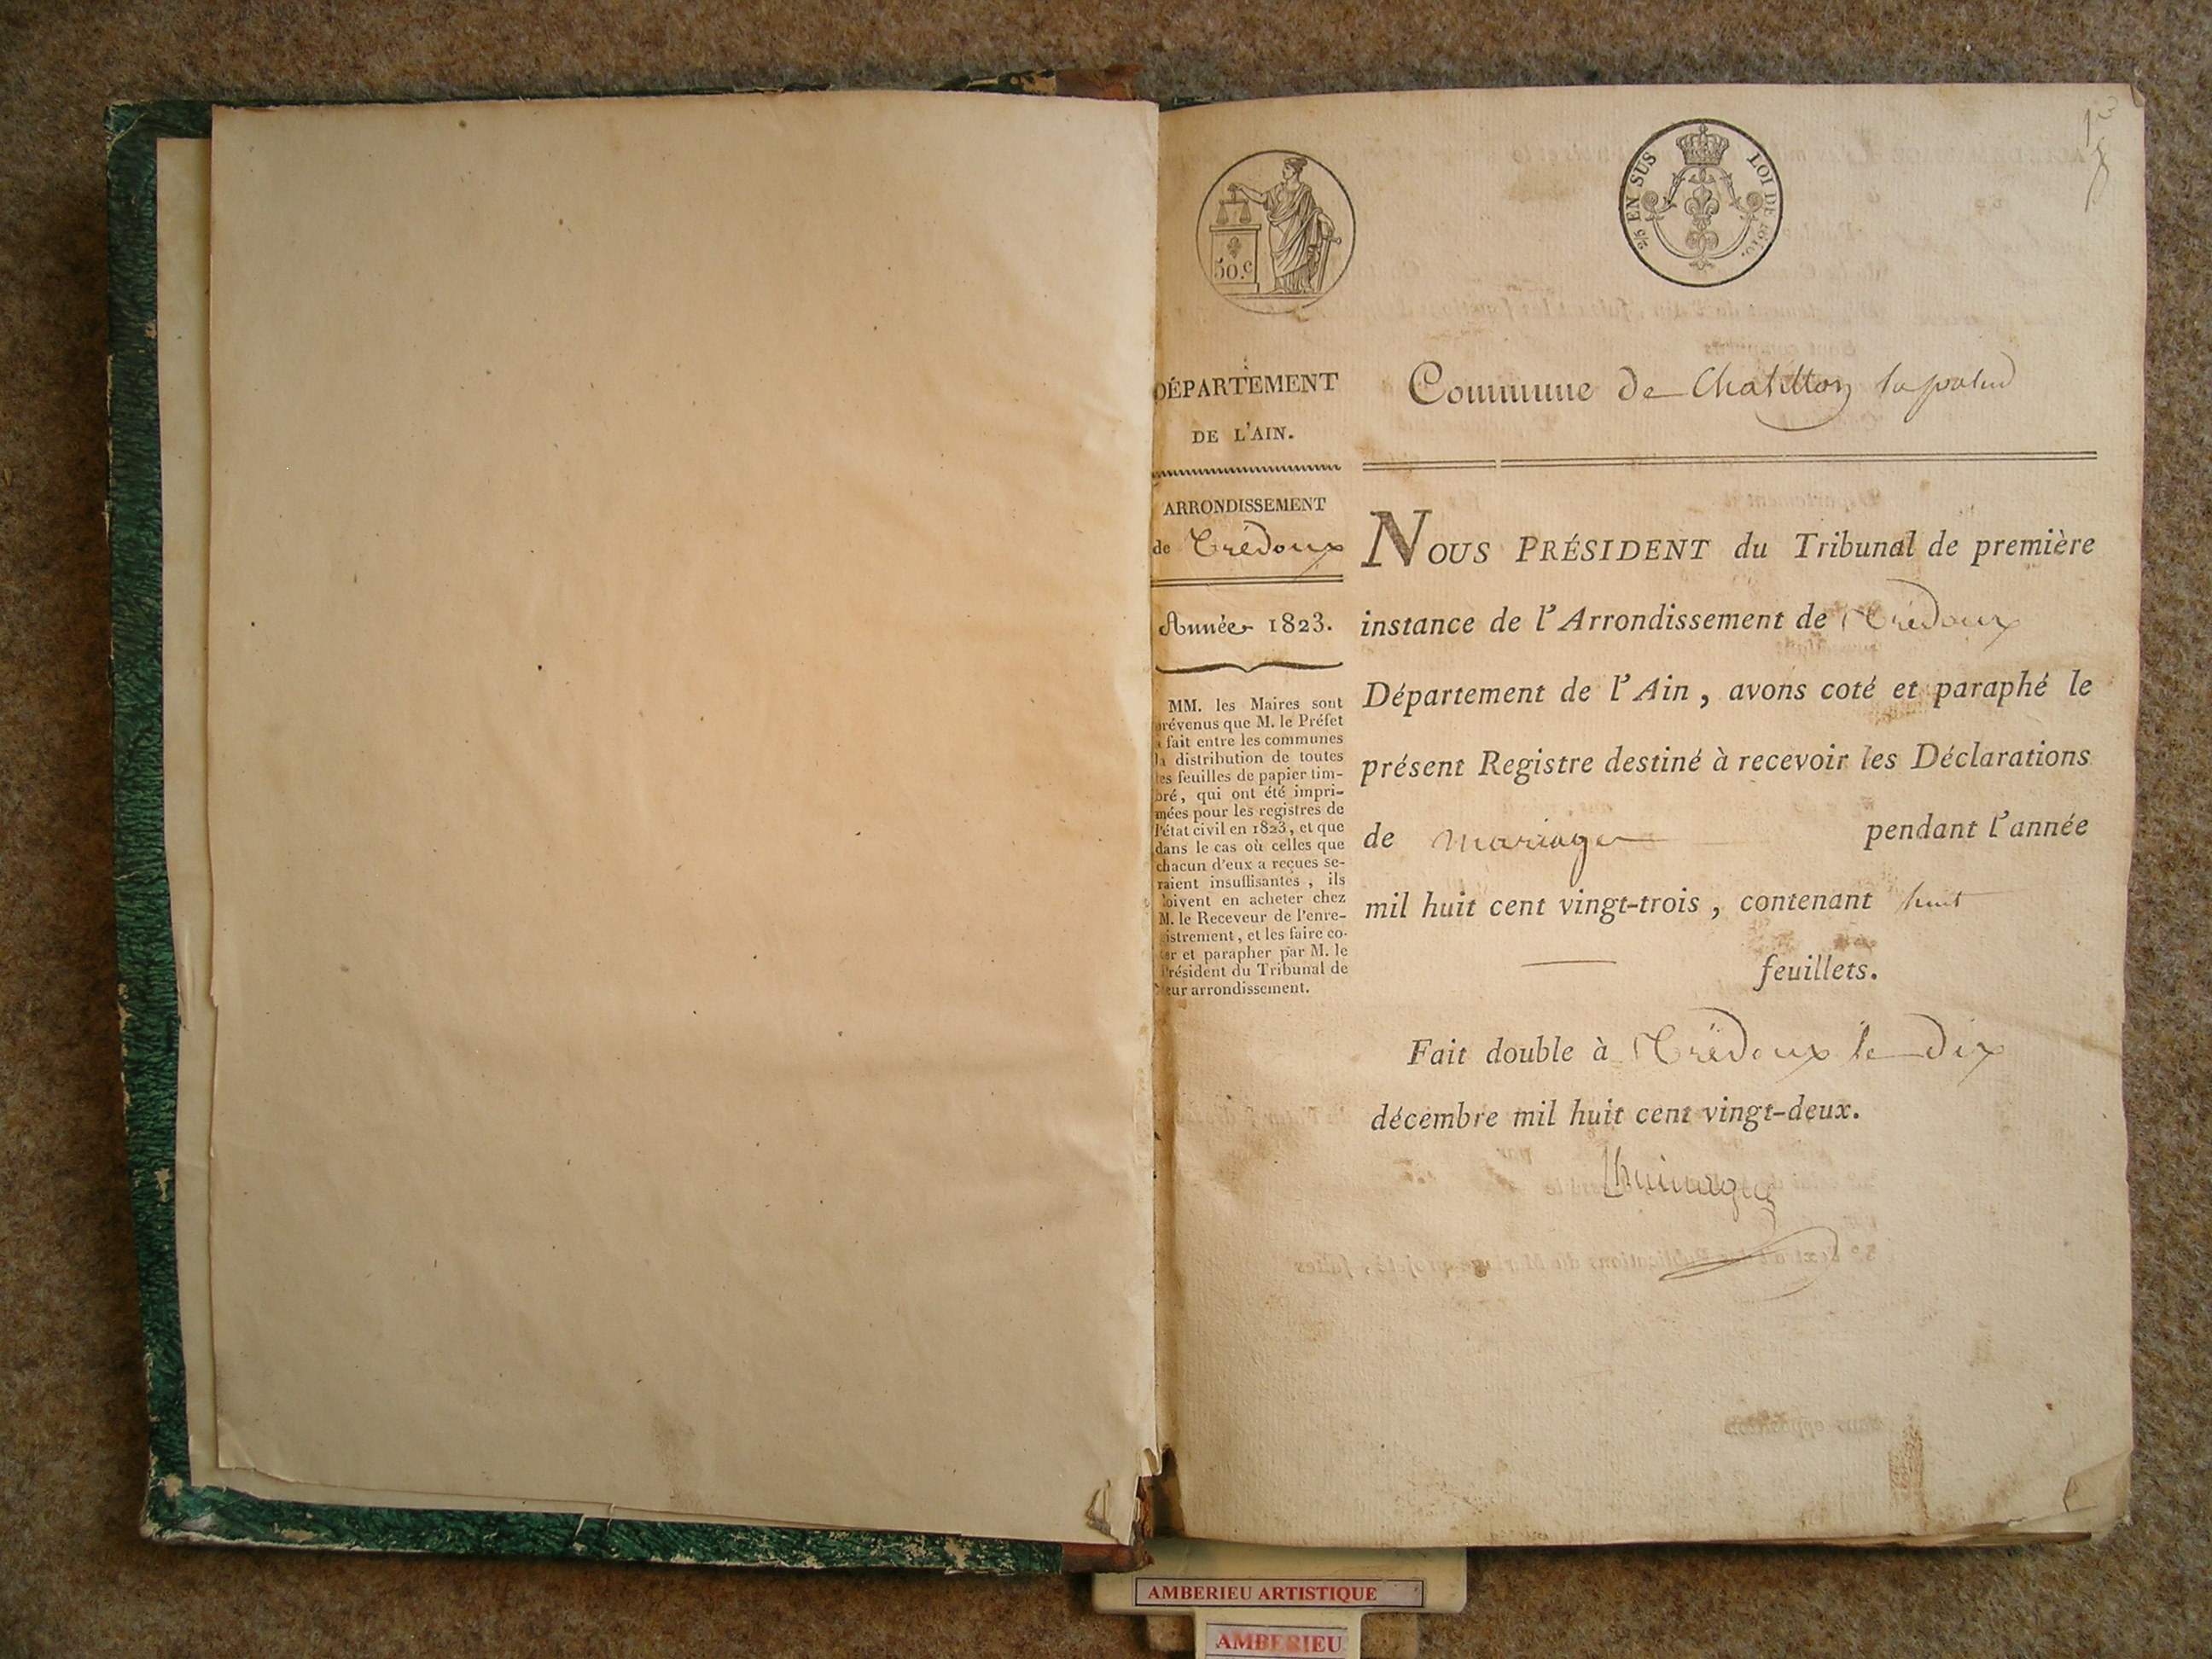 50.c
2/5 EN SUS LOI DE 1816.
DÉPARTEMENT
DE L'AIN.
ARRONDISSEMENT
de Trédoux
Année 1823.
MM. les Maires sont
prévenus que M. le Préfet
a fait entre les communes
la distribution de toutes
les feuilles de papier tim-
bré, qui ont été impri-
mées pour les registres de
l'état civil en 1823, et que
dans le cas où celles que
chacun d'eux a reçues se-
raient insuffisantes, ils
doivent en acheter chez
M. le Receveur de l'enre-
gistrement, et les faire co-
ter et parapher par M. le
Président du Tribunal de
leur arrondissement.
Commune de Chatillon lapalud
NOUS PRÉSIDENT du Tribunal de première
instance de l'Arrondissement de Trédoux
Département de l'Ain, avons coté et paraphé le
présent Registre destiné à recevoir les Déclarations
de mariage pendant l'année
mil huit cent vingt-trois, contenant huit
feuillets.
Fait double à Trédoux le dix
décembre mil huit cent vingt-deux.
AMBERIEU ARTISTIQUE
AMBERIEU